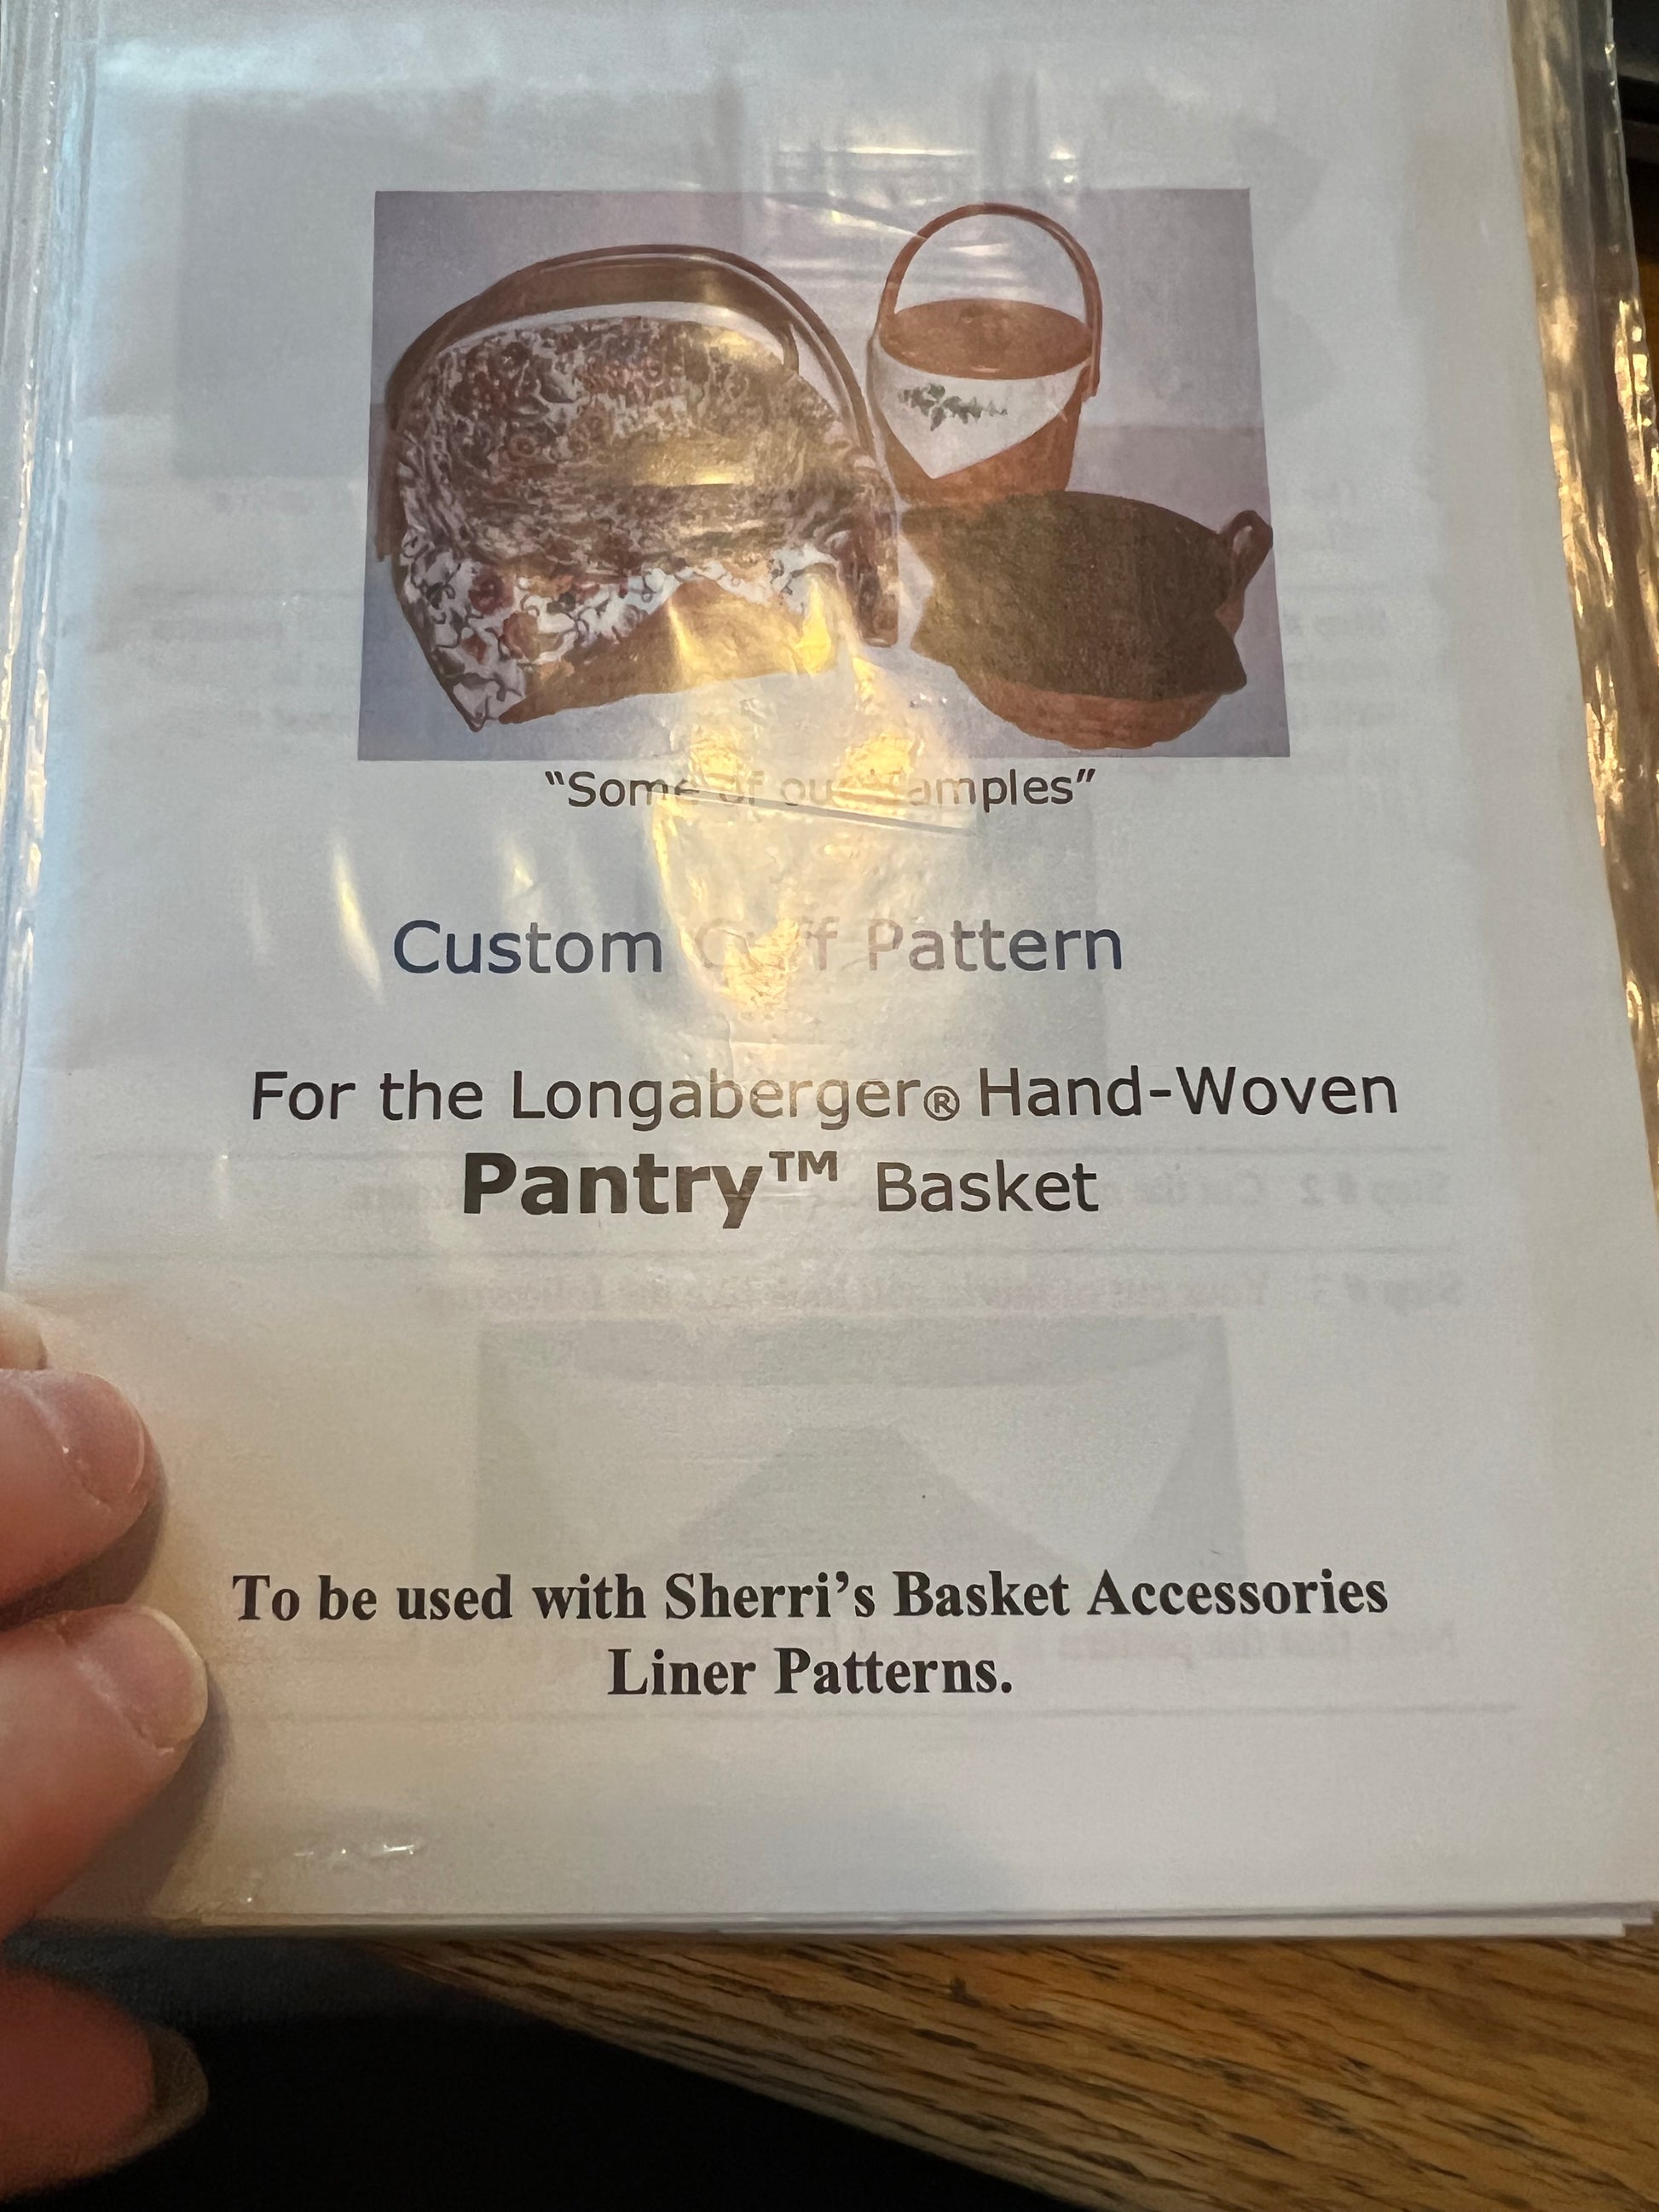 “Some of our Samples”
Custom Cuff Pattern
For the Longaberger® Hand-Woven
Pantry™ Basket
To be used with Sherri’s Basket Accessories
Liner Patterns.